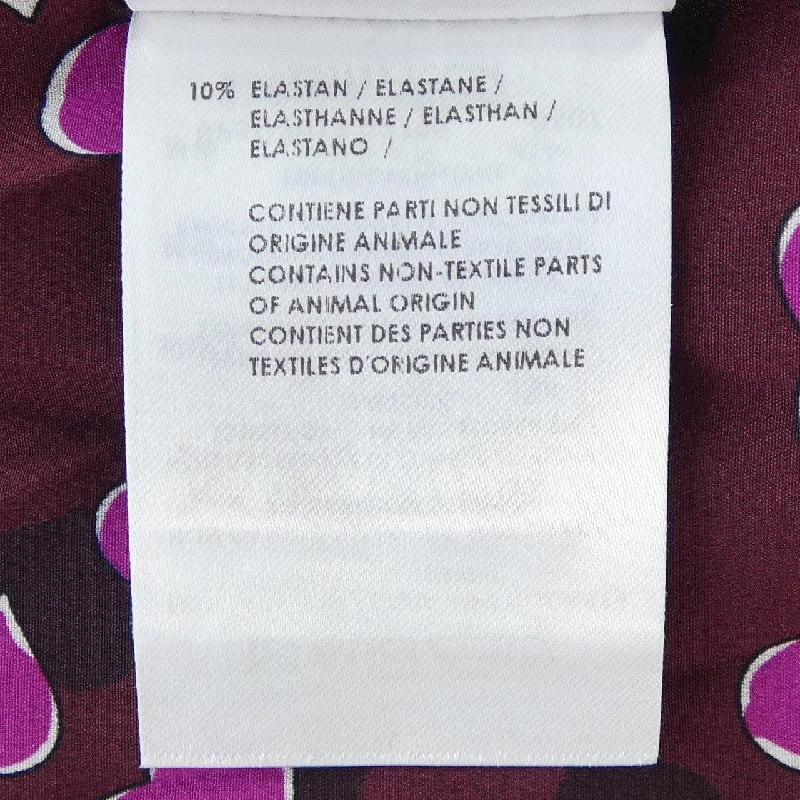 10% ELASTAN / ELASTANE /
ELASTHANNE / ELASTHAN /
ELASTANO /
CONTIENE PARTI NON TESSILI DI
ORIGINE ANIMALE
CONTAINS NON-TEXTILE PARTS
OF ANIMAL ORIGIN
CONTIENT DES PARTIES NON
TEXTILES D'ORIGINE ANIMALE